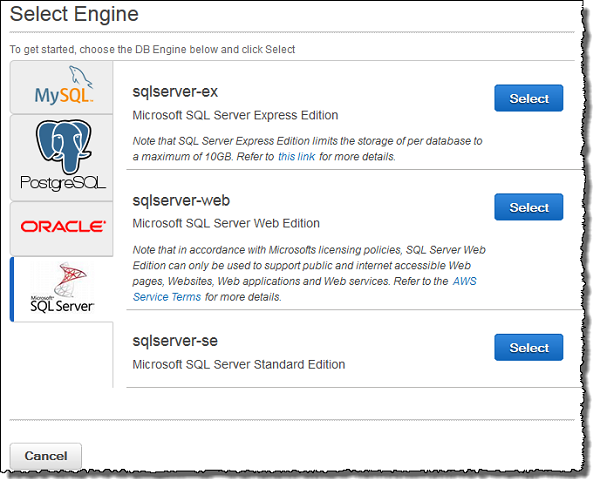 Select Engine
To get started, choose the DB Engine below and click Select
MySQL
PostgreSQL
ORACLE
Microsoft
SQL Server
sqlserver-ex
Select
Microsoft SQL Server Express Edition
Note that SQL Server Express Edition limits the storage of per database to
a maximum of 10GB. Refer to this link for more details.
sqlserver-web
Select
Microsoft SQL Server Web Edition
Note that in accordance with Microsofts licensing policies, SQL Server Web
Edition can only be used to support public and internet accessible Web
pages, Websites, Web applications and Web services. Refer to the AWS
Service Terms for more details.
sqlserver-se
Select
Microsoft SQL Server Standard Edition
Cancel